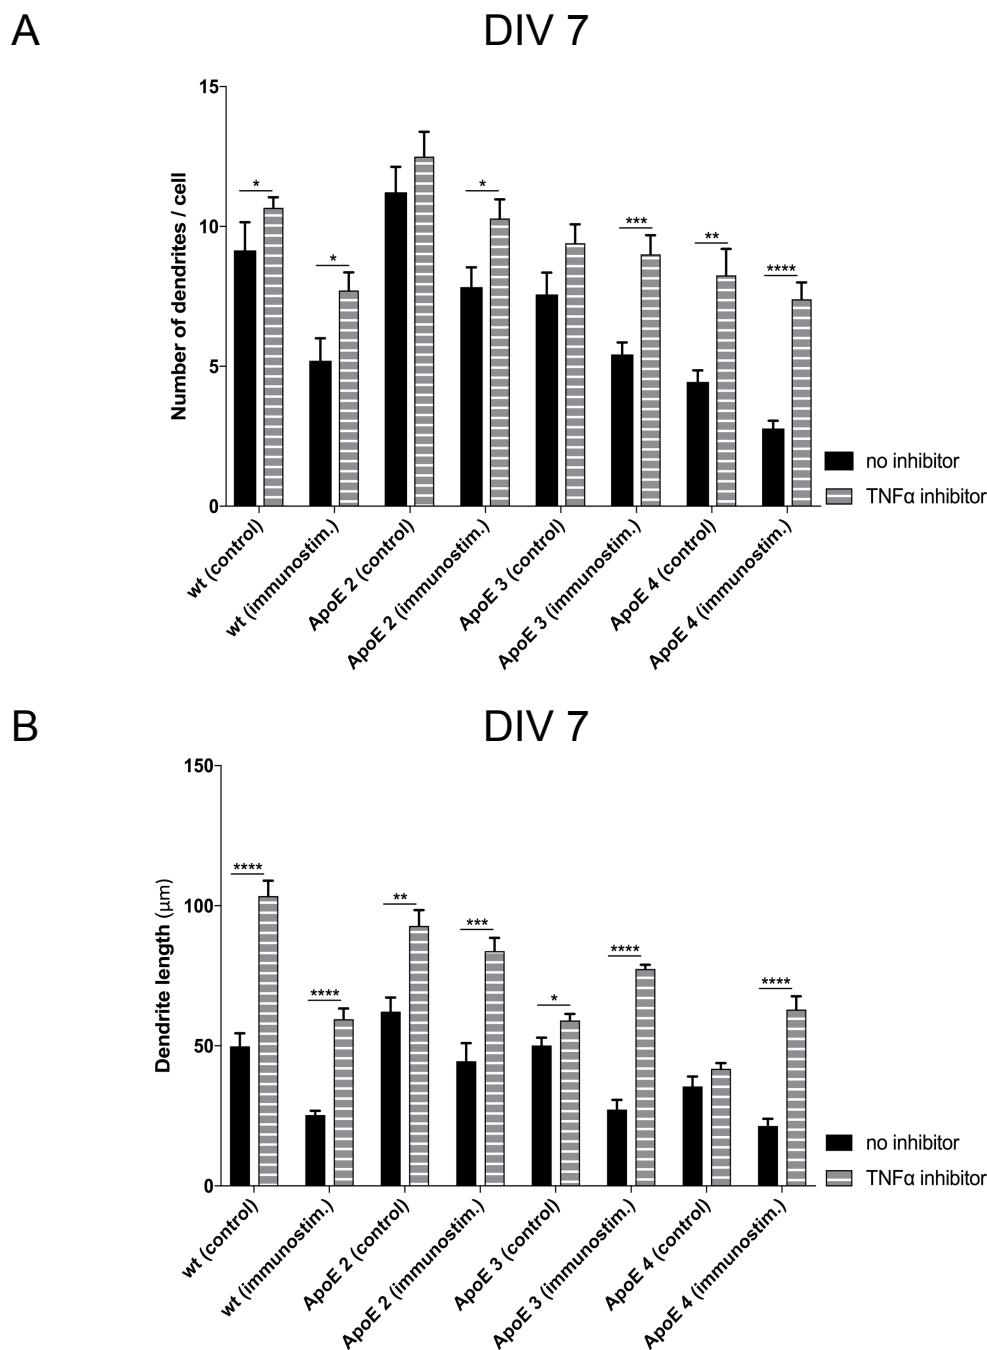 A
DIV 7
15
10
5
0
Number of dendrites / cell
*
*
*
***
**
****
wt (control)
wt (immunostim.)
ApoE 2 (control)
ApoE 2 (immunostim.)
ApoE 3 (control)
ApoE 3 (immunostim.)
ApoE 4 (control)
ApoE 4 (immunostim.)
no inhibitor
TNFα inhibitor
B
DIV 7
150
100
50
0
Dendrite length (µm)
****
****
**
***
*
****
****
wt (control)
wt (immunostim.)
ApoE 2 (control)
ApoE 2 (immunostim.)
ApoE 3 (control)
ApoE 3 (immunostim.)
ApoE 4 (control)
ApoE 4 (immunostim.)
no inhibitor
TNFα inhibitor